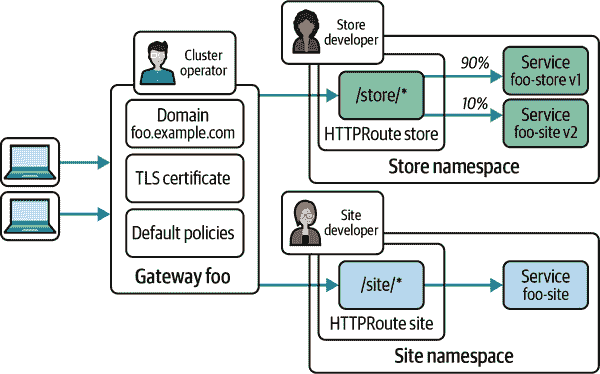 Cluster
operator
Domain
foo.example.com
TLS certificate
Default policies
Gateway foo
Store
developer
/store/*
HTTPRoute store
90%
10%
Service
foo-store v1
Service
foo-site v2
Store namespace
Site
developer
/site/*
HTTPRoute site
Service
foo-site
Site namespace